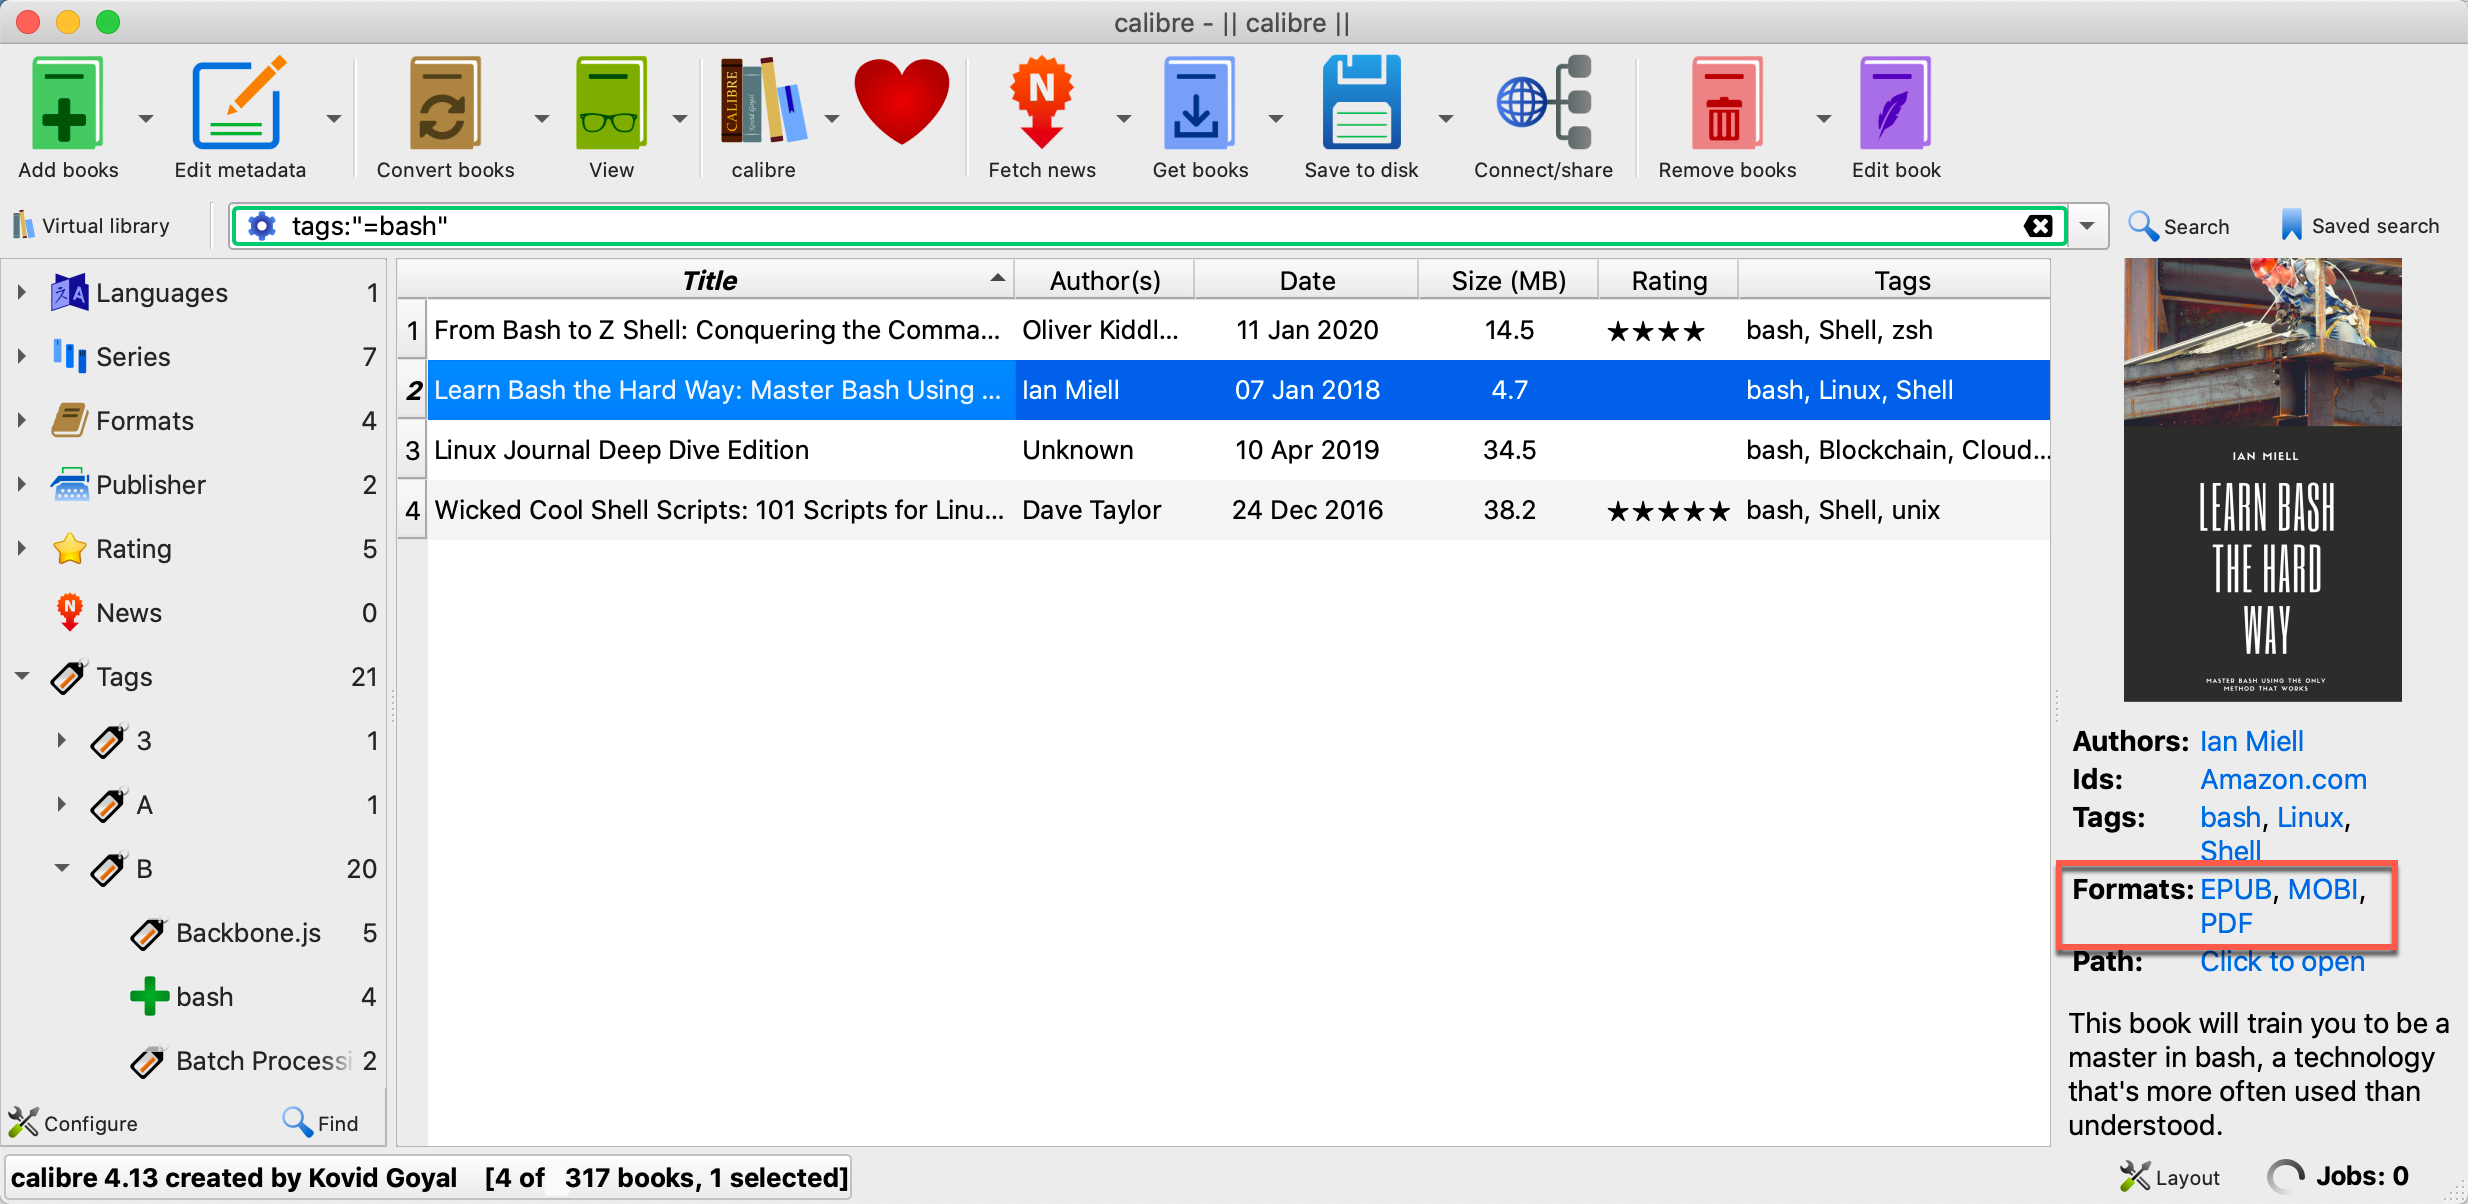 calibre - || calibre ||
Add books
Edit metadata
Convert books
View
CALIBRE
Kovid Goyal
calibre
N
Fetch news
Get books
Save to disk
Connect/share
Remove books
Edit book
Virtual library
tags:"=bash"
Search
Saved search
Languages 1
Series 7
Formats 4
Publisher 2
Rating 5
News 0
Tags 21
3 1
A 1
B 20
Backbone.js 5
bash 4
Batch Processi 2
Configure
Find
Title Author(s) Date Size (MB) Rating Tags
1 From Bash to Z Shell: Conquering the Comma... Oliver Kiddl... 11 Jan 2020 14.5 ★★★★ bash, Shell, zsh
2 Learn Bash the Hard Way: Master Bash Using ... Ian Miell 07 Jan 2018 4.7 bash, Linux, Shell
3 Linux Journal Deep Dive Edition Unknown 10 Apr 2019 34.5 bash, Blockchain, Cloud...
4 Wicked Cool Shell Scripts: 101 Scripts for Linu... Dave Taylor 24 Dec 2016 38.2 ★★★★★ bash, Shell, unix
IAN MIELL
LEARN BASH
THE HARD
WAY
MASTER BASH USING THE ONLY
METHOD THAT WORKS
Authors: Ian Miell
Ids: Amazon.com
Tags: bash, Linux,
Shell
Formats: EPUB, MOBI,
PDF
Path: Click to open
This book will train you to be a
master in bash, a technology
that's more often used than
understood.
calibre 4.13 created by Kovid Goyal [4 of 317 books, 1 selected]
Layout
Jobs: 0